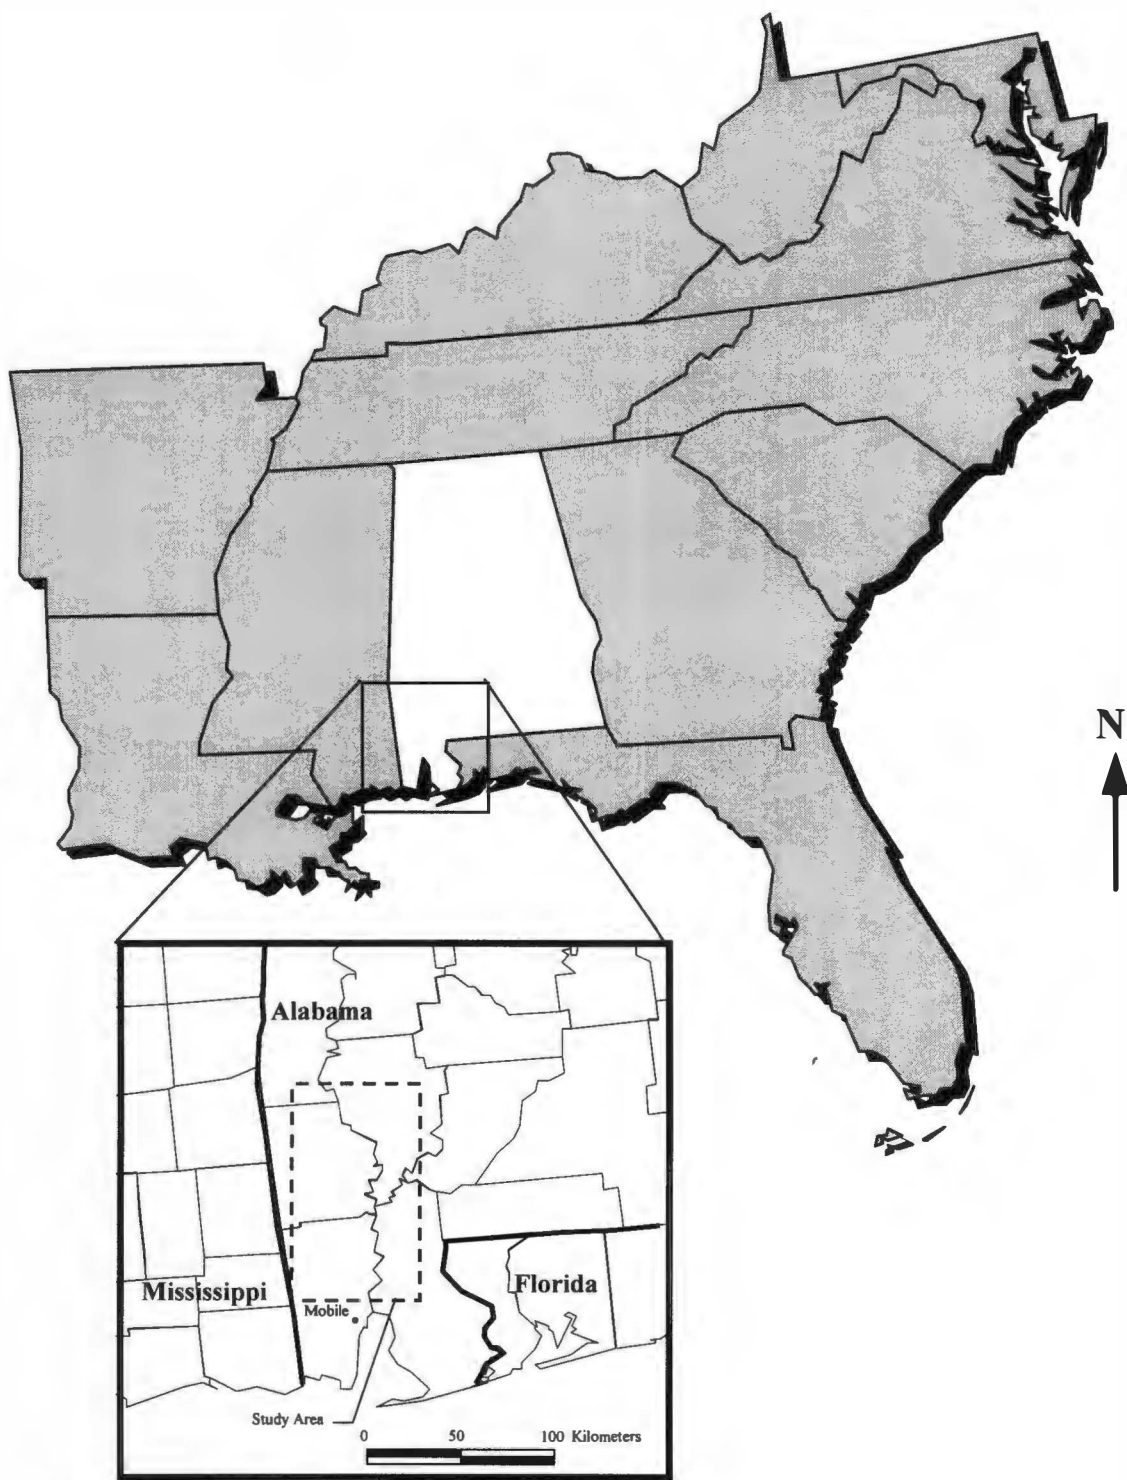 N
Alabama
Mississippi
Florida
Mobile
Study Area
0 50 100 Kilometers